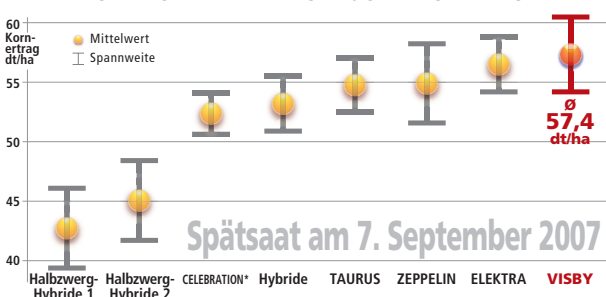 60
Korn-
ertrag
dt/ha
Mittelwert
Spannweite
55
50
45
40
ø
57,4
dt/ha
Spätsaat am 7. September 2007
Halbzwerg-
Hybride 1
Halbzwerg-
Hybride 2
CELEBRATION*
Hybride
TAURUS
ZEPPELIN
ELEKTRA
VISBY